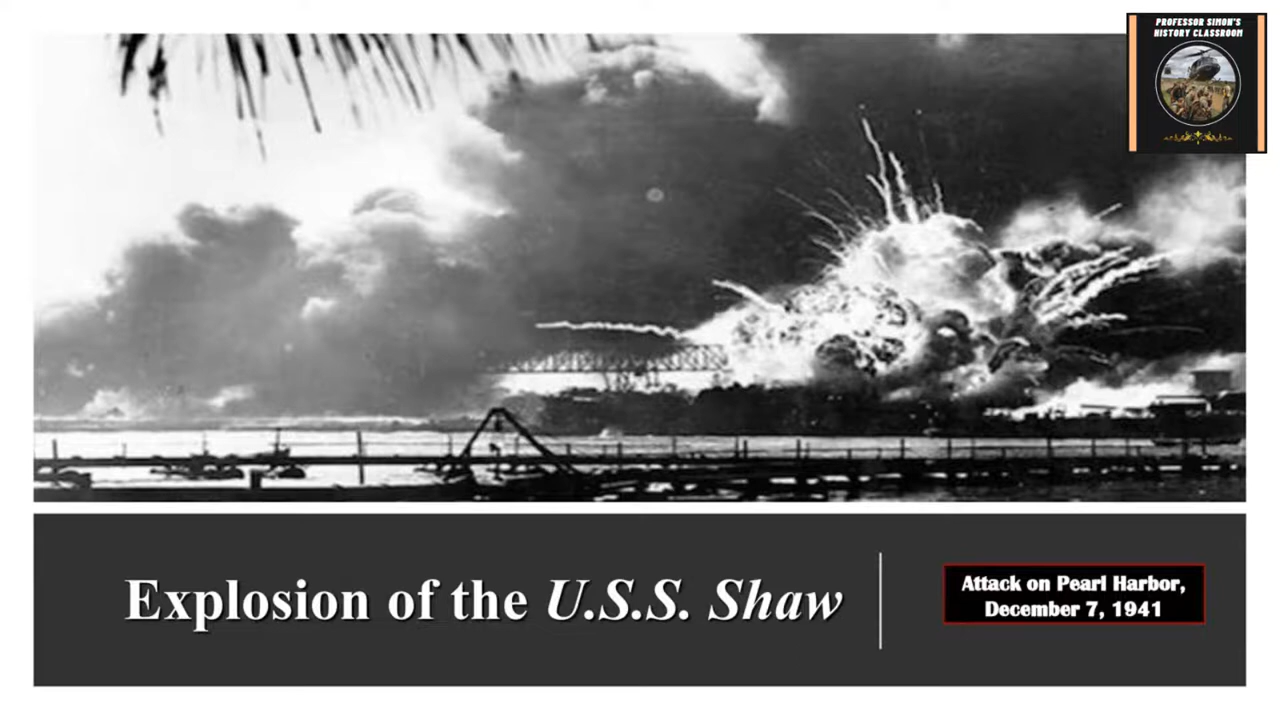 PROFESSOR SIMON'S
HISTORY CLASSROOM
Explosion of the U.S.S. Shaw
Attack on Pearl Harbor,
December 7, 1941